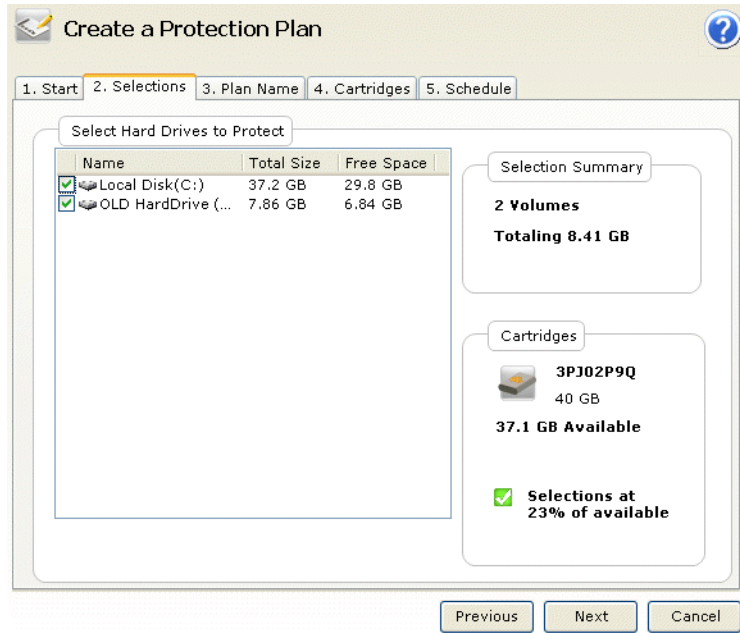 Create a Protection Plan
?
1. Start 2. Selections 3. Plan Name 4. Cartridges 5. Schedule
Select Hard Drives to Protect
Name Total Size Free Space
Local Disk(C:) 37.2 GB 29.8 GB
OLD HardDrive (... 7.86 GB 6.84 GB
Selection Summary
2 Volumes
Totaling 8.41 GB
Cartridges
3PJ02P9Q
40 GB
37.1 GB Available
Selections at
23% of available
Previous Next Cancel